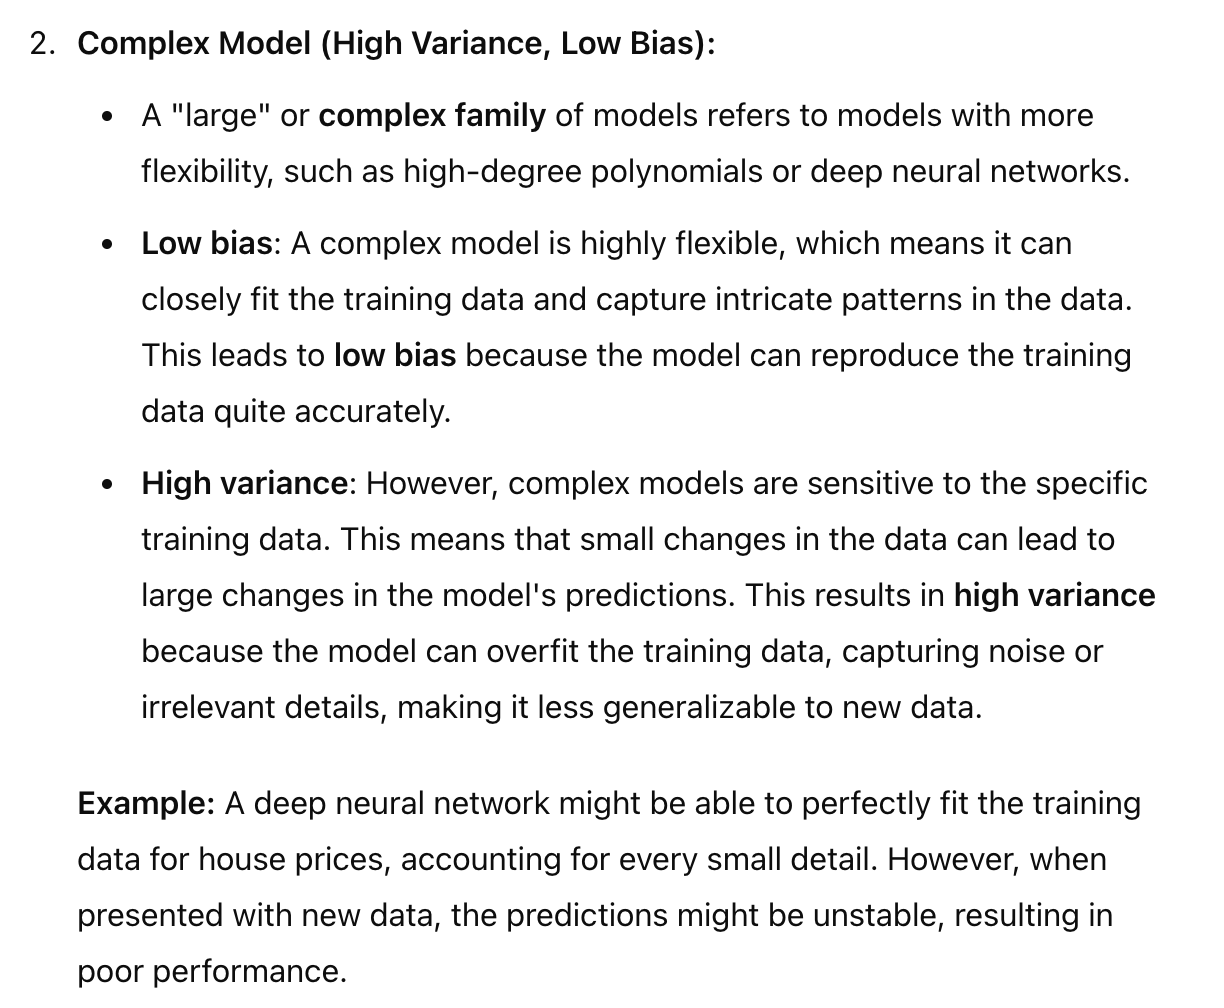 2. Complex Model (High Variance, Low Bias):
• A "large" or complex family of models refers to models with more
flexibility, such as high-degree polynomials or deep neural networks.
• Low bias: A complex model is highly flexible, which means it can
closely fit the training data and capture intricate patterns in the data.
This leads to low bias because the model can reproduce the training
data quite accurately.
• High variance: However, complex models are sensitive to the specific
training data. This means that small changes in the data can lead to
large changes in the model's predictions. This results in high variance
because the model can overfit the training data, capturing noise or
irrelevant details, making it less generalizable to new data.
Example: A deep neural network might be able to perfectly fit the training
data for house prices, accounting for every small detail. However, when
presented with new data, the predictions might be unstable, resulting in
poor performance.